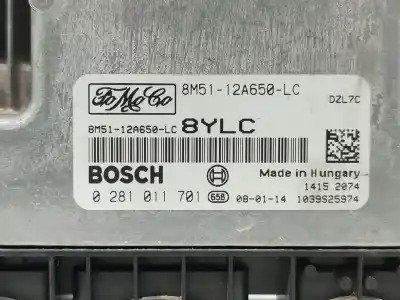 FoMoCo 8M51-12A650-LC
DZL7C
8M51-12A650-LC 8YLC
BOSCH
Made in Hungary
1415 2074
0 281 011 701 658 08-01-14 1039S25974